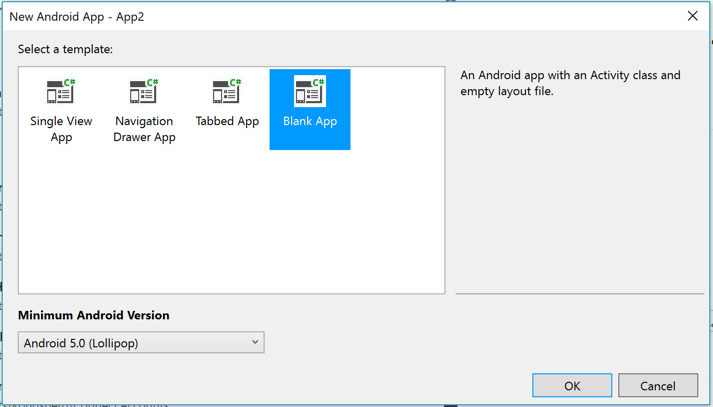 New Android App - App2
Select a template:
C#
C#
C#
C#
Single View
App
Navigation
Drawer App
Tabbed App
Blank App
An Android app with an Activity class and
empty layout file.
Minimum Android Version
Android 5.0 (Lollipop)
OK
Cancel